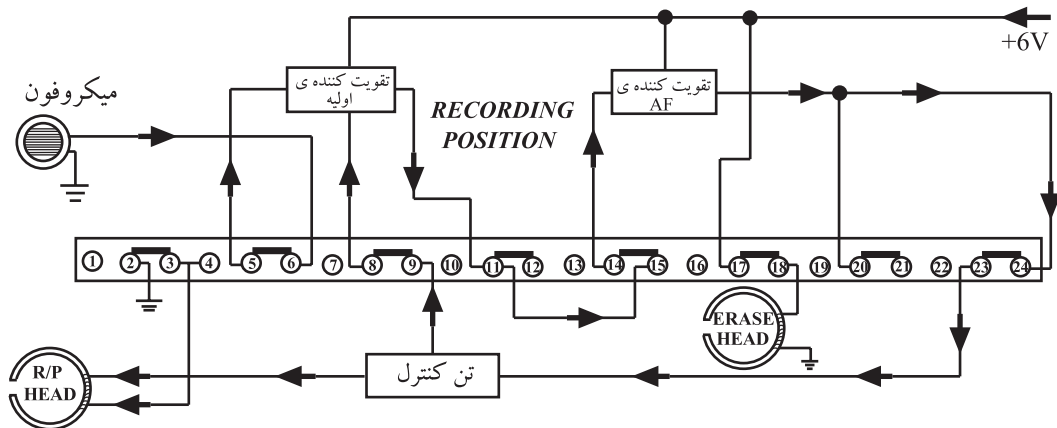 +6V
میکروفون
تقویت کننده ی
اولیه
RECORDING
POSITION
تقویت کننده ی
AF
1 2 3 4 5 6 7 8 9 10 11 12 13 14 15 16 17 18 19 20 21 22 23 24
ERASE
HEAD
R/P
HEAD
تن کنترل